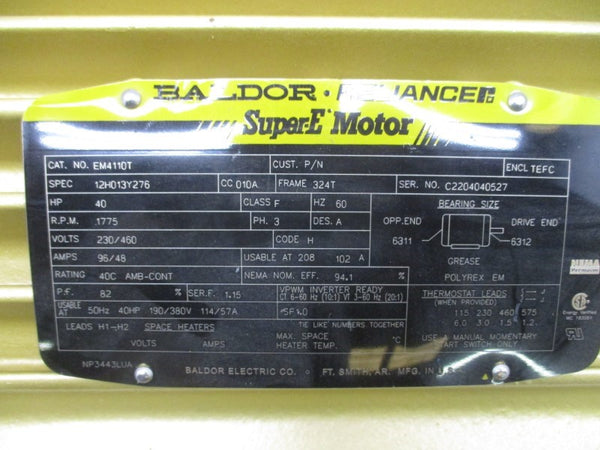 BALDOR • RELIANCE
Super-E Motor
CAT. NO. EM4110T CUST. P/N ENCL TEFC
SPEC 12H013Y276 CC 010A FRAME 324T SER. NO. C2204040527
HP 40 CLASS F HZ 60 BEARING SIZE
R.P.M. 1775 PH. 3 DES. A OPP.END DRIVE END
VOLTS 230/460 CODE H 6311 6312
AMPS 96/48 USABLE AT 208 102 A GREASE
RATING 40C AMB-CONT NEMA NOM. EFF. 94.1 % POLYREX EM
NEMA Premium
P.f. 82 % SER.F. 1.15 VPWM INVERTER READY THERMOSTAT LEADS
CT 6-60 HZ (10:1) VT 3-60 HZ (20:1) (WHEN PROVIDED)
USABLE AT 50Hz 40HP 190/380V 114/57A 115 230 460 575
6.0 3.0 1.5 1.2
LEADS H1-H2 SPACE HEATERS TIE LIKE NUMBERS TOGETHER USE A MANUAL MOMENTARY
VOLTS AMPS MAX. SPACE HEATER TEMP. °C START SWITCH ONLY
Energy Verified
NP3443LUA BALDOR ELECTRIC CO. • FT. SMITH, AR. MFG. IN U.S.